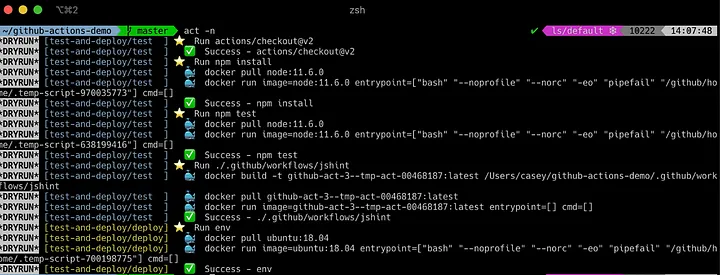 ⌥⌘2 zsh
~/github-actions-demo master act -n ✔ ls/default ⎈ 10222 14:07:48
*DRYRUN* [test-and-deploy/test ] ⭐ Run actions/checkout@v2
*DRYRUN* [test-and-deploy/test ] ✅ Success - actions/checkout@v2
*DRYRUN* [test-and-deploy/test ] ⭐ Run npm install
*DRYRUN* [test-and-deploy/test ] 🐳 docker pull node:11.6.0
*DRYRUN* [test-and-deploy/test ] 🐳 docker run image=node:11.6.0 entrypoint=["bash" "--noprofile" "--norc" "-eo" "pipefail" "/github/ho
me/.temp-script-970035773"] cmd=[]
*DRYRUN* [test-and-deploy/test ] ✅ Success - npm install
*DRYRUN* [test-and-deploy/test ] ⭐ Run npm test
*DRYRUN* [test-and-deploy/test ] 🐳 docker pull node:11.6.0
*DRYRUN* [test-and-deploy/test ] 🐳 docker run image=node:11.6.0 entrypoint=["bash" "--noprofile" "--norc" "-eo" "pipefail" "/github/ho
me/.temp-script-638199416"] cmd=[]
*DRYRUN* [test-and-deploy/test ] ✅ Success - npm test
*DRYRUN* [test-and-deploy/test ] ⭐ Run ./.github/workflows/jshint
*DRYRUN* [test-and-deploy/test ] 🐳 docker build -t github-act-3--tmp-act-00468187:latest /Users/casey/github-actions-demo/.github/work
flows/jshint
*DRYRUN* [test-and-deploy/test ] 🐳 docker pull github-act-3--tmp-act-00468187:latest
*DRYRUN* [test-and-deploy/test ] 🐳 docker run image=github-act-3--tmp-act-00468187:latest entrypoint=[] cmd=[]
*DRYRUN* [test-and-deploy/test ] ✅ Success - ./.github/workflows/jshint
*DRYRUN* [test-and-deploy/deploy] ⭐ Run env
*DRYRUN* [test-and-deploy/deploy] 🐳 docker pull ubuntu:18.04
*DRYRUN* [test-and-deploy/deploy] 🐳 docker run image=ubuntu:18.04 entrypoint=["bash" "--noprofile" "--norc" "-eo" "pipefail" "/github/ho
me/.temp-script-700198775"] cmd=[]
*DRYRUN* [test-and-deploy/deploy] ✅ Success - env